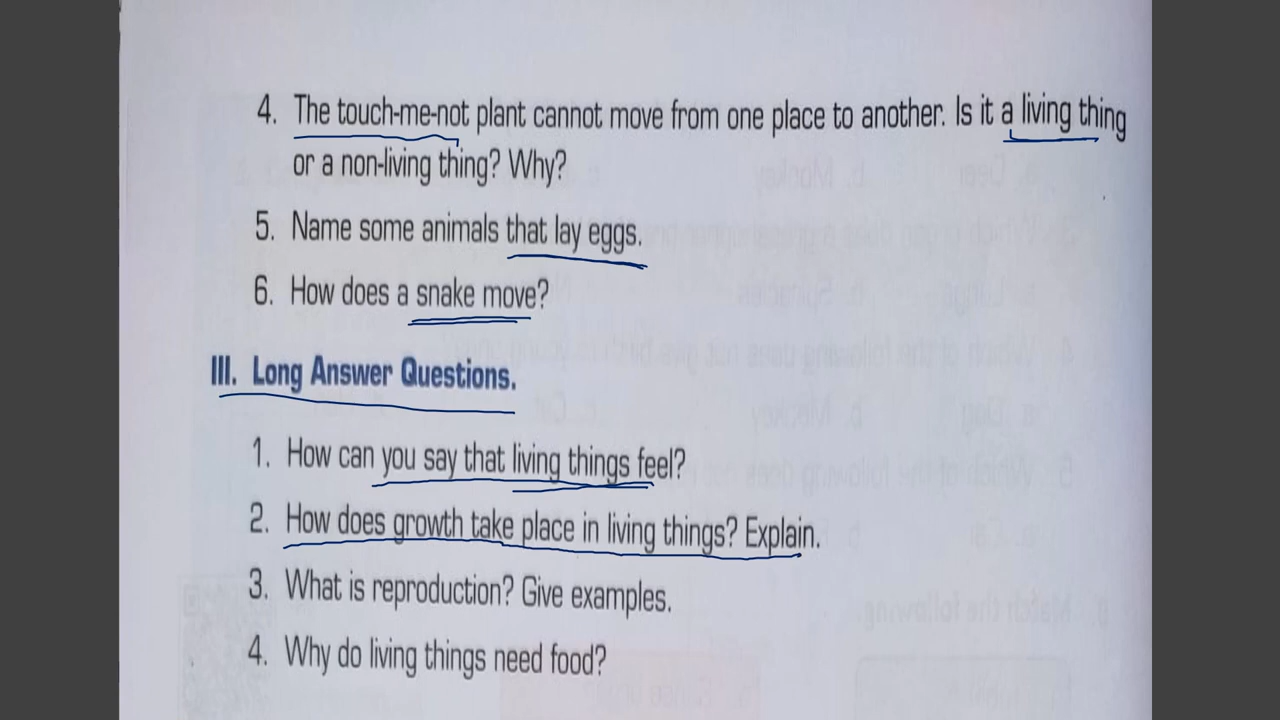 4. The touch-me-not plant cannot move from one place to another. Is it a living thing
or a non-living thing? Why?
5. Name some animals that lay eggs.
6. How does a snake move?
III. Long Answer Questions.
1. How can you say that living things feel?
2. How does growth take place in living things? Explain.
3. What is reproduction? Give examples.
4. Why do living things need food?